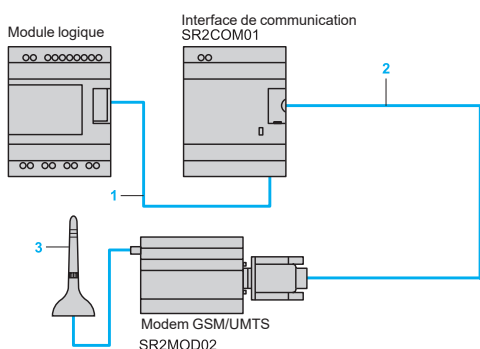 Module logique
Interface de communication
SR2COM01
2
1
3
Modem GSM/UMTS
SR2MOD02